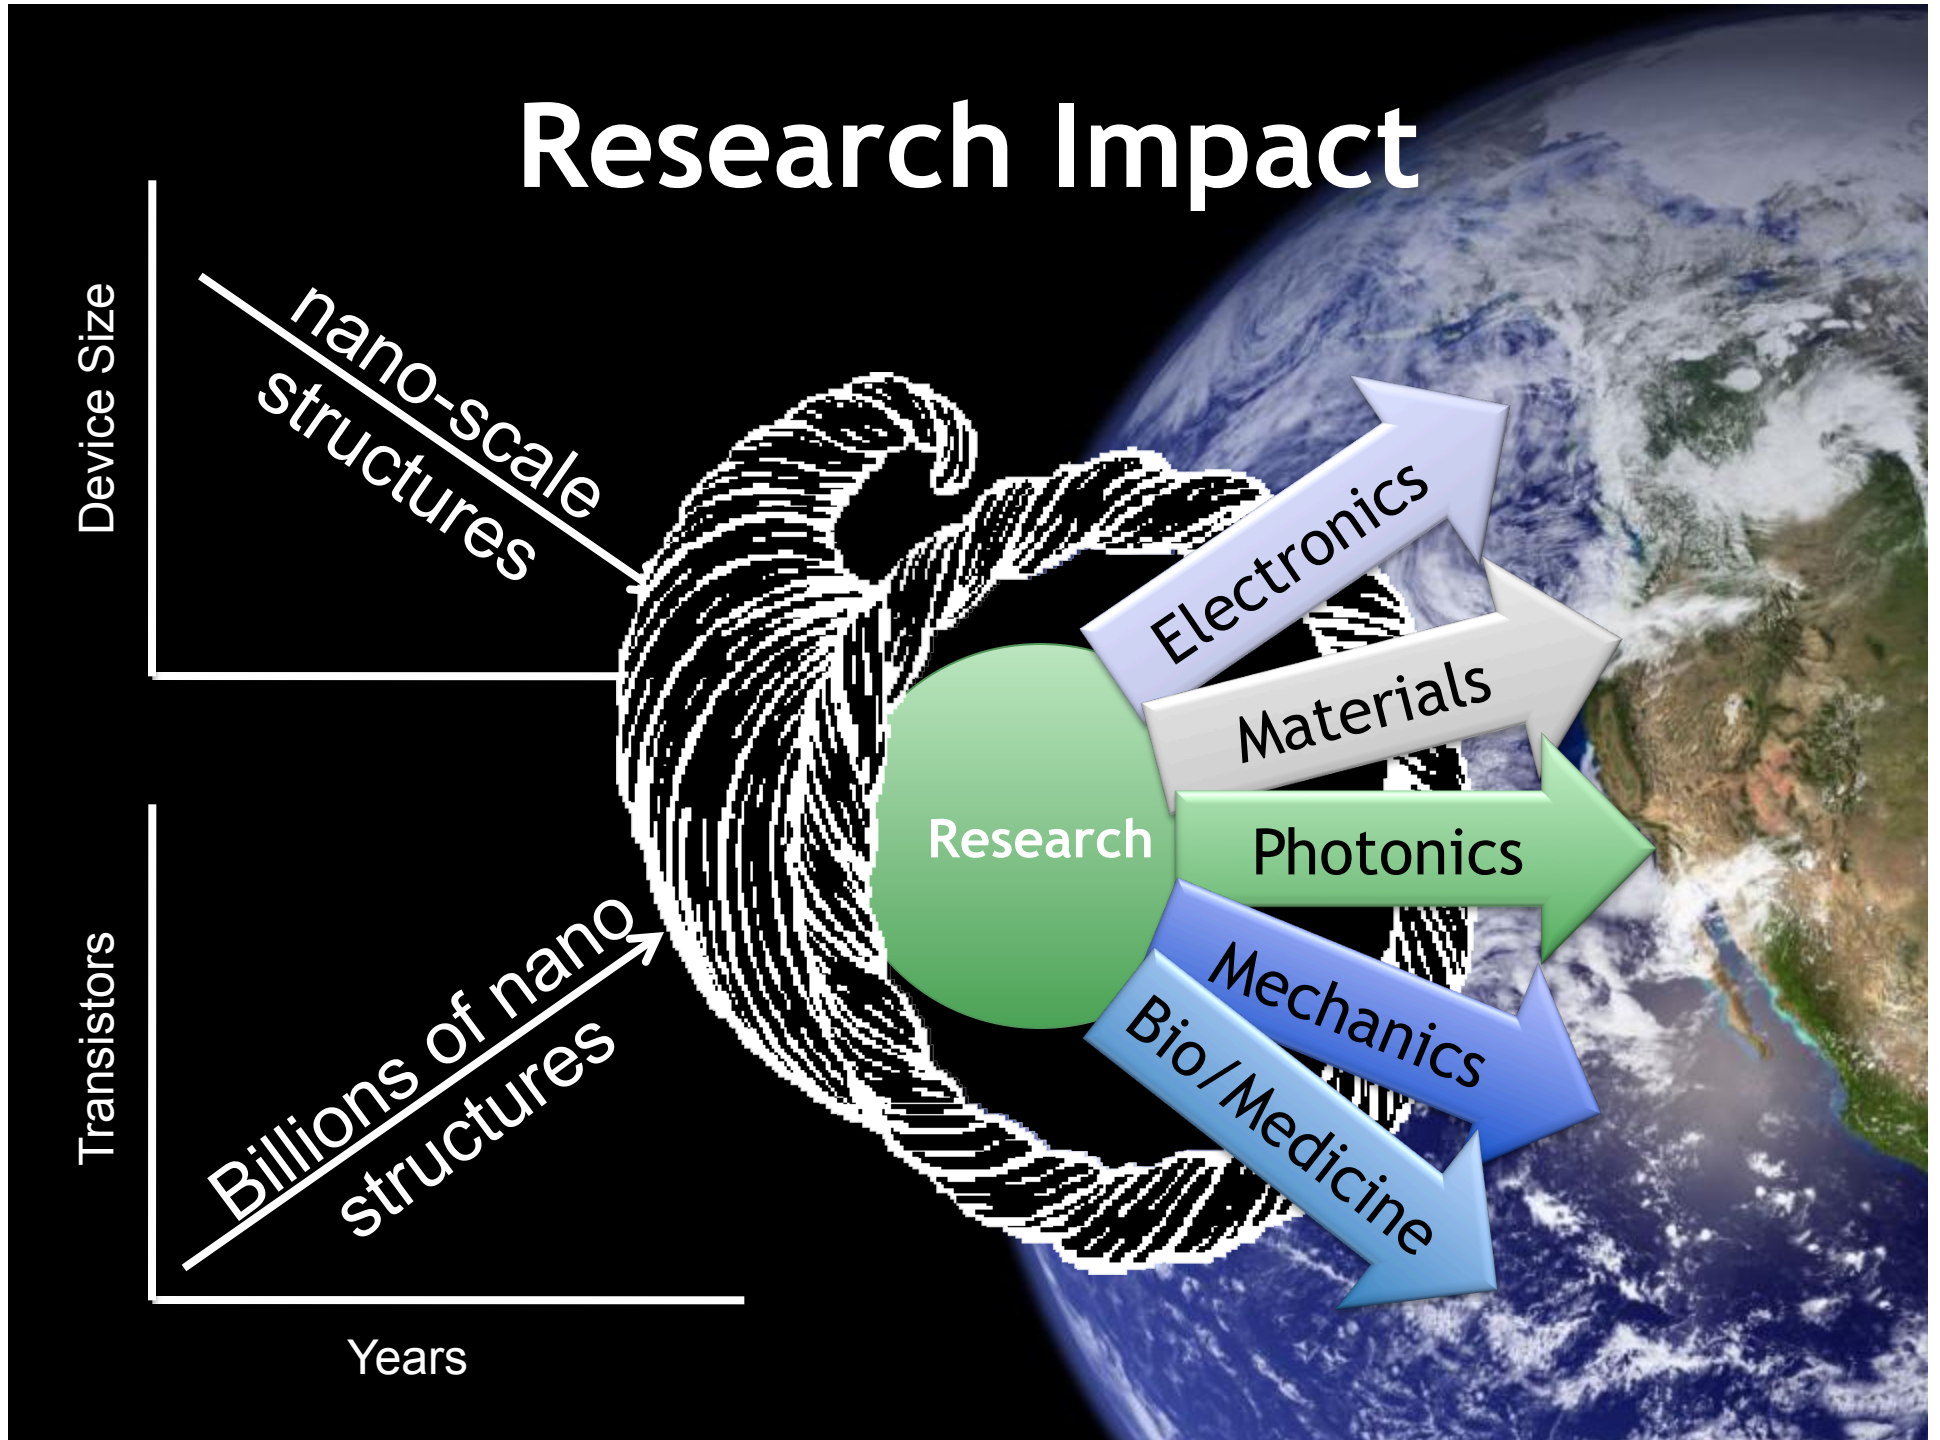 Research Impact
Device Size
nano-scale
structures
Electronics
Materials
Research
Photonics
Mechanics
Bio/Medicine
Transistors
Billions of nano
structures
Years